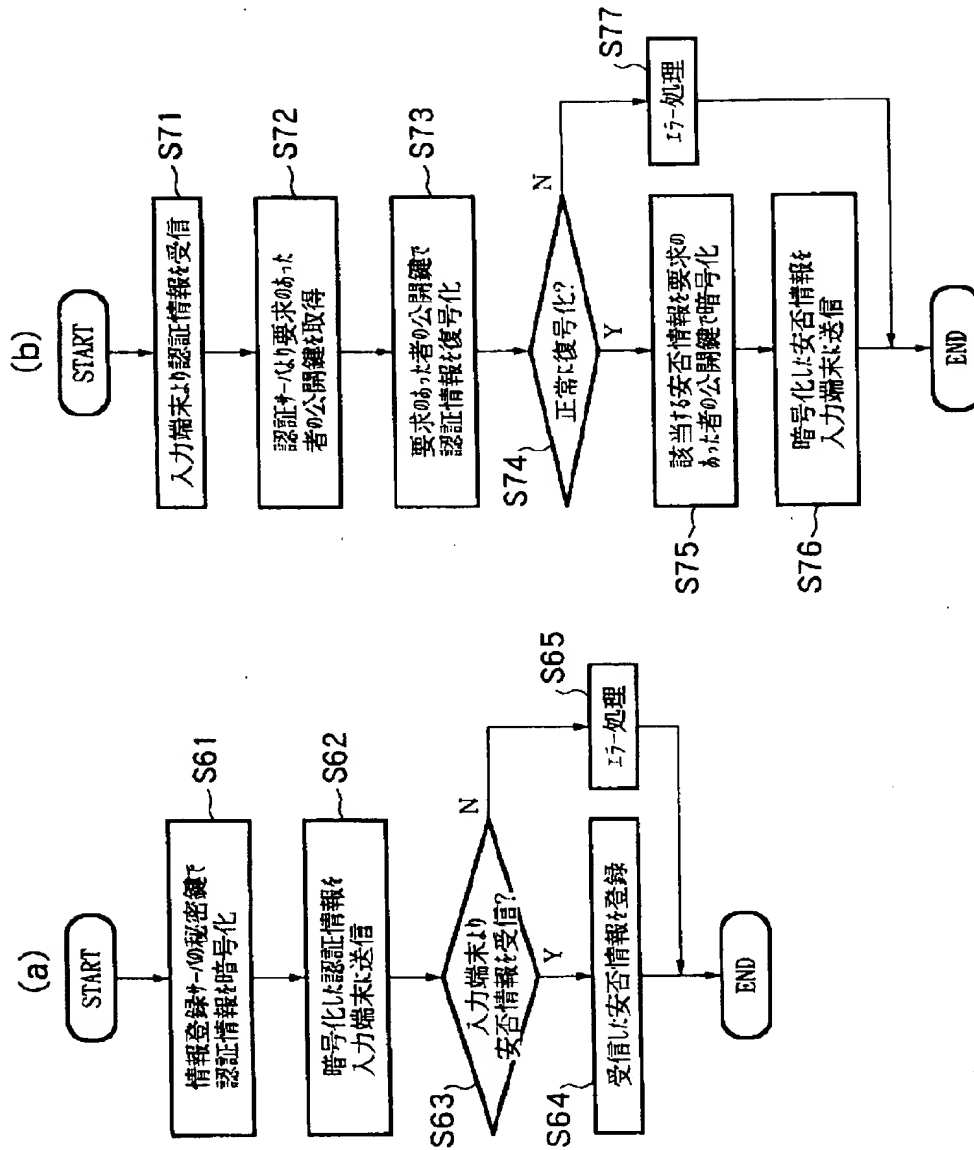 (a)
START
情報登録サーバの秘密鍵で
認証情報を暗号化
S61
暗号化した認証情報を
入力端末に送信
S62
入力端末より
安否情報を受信?
S63
N
Y
受信した安否情報を登録
S64
エラー処理
S65
END
(b)
START
入力端末より認証情報を受信
S71
認証サーバより要求のあった
者の公開鍵を取得
S72
要求のあった者の公開鍵で
認証情報を復号化
S73
正常に復号化?
S74
N
Y
該当する安否情報を要求の
あった者の公開鍵で暗号化
S75
暗号化した安否情報を
入力端末に送信
S76
エラー処理
S77
END